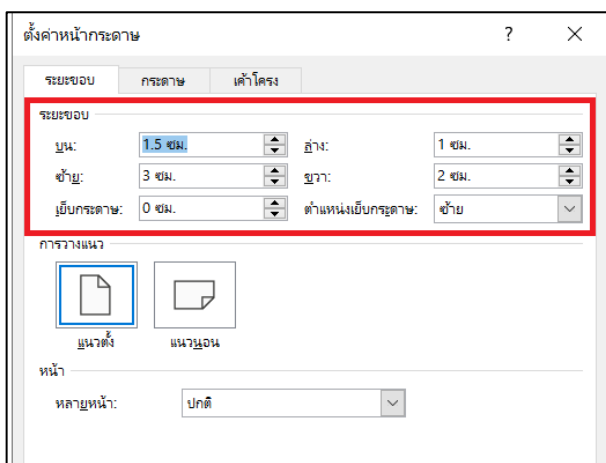 ตั้งค่าหน้ากระดาษ ? ×
ระยะขอบ กระดาษ เค้าโครง
ระยะขอบ
บน: 1.5 ซม. ล่าง: 1 ซม.
ซ้าย: 3 ซม. ขวา: 2 ซม.
เย็บกระดาษ: 0 ซม. ตำแหน่งเย็บกระดาษ: ซ้าย
การวางแนว
แนวตั้ง แนวนอน
หน้า
หลายหน้า: ปกติ